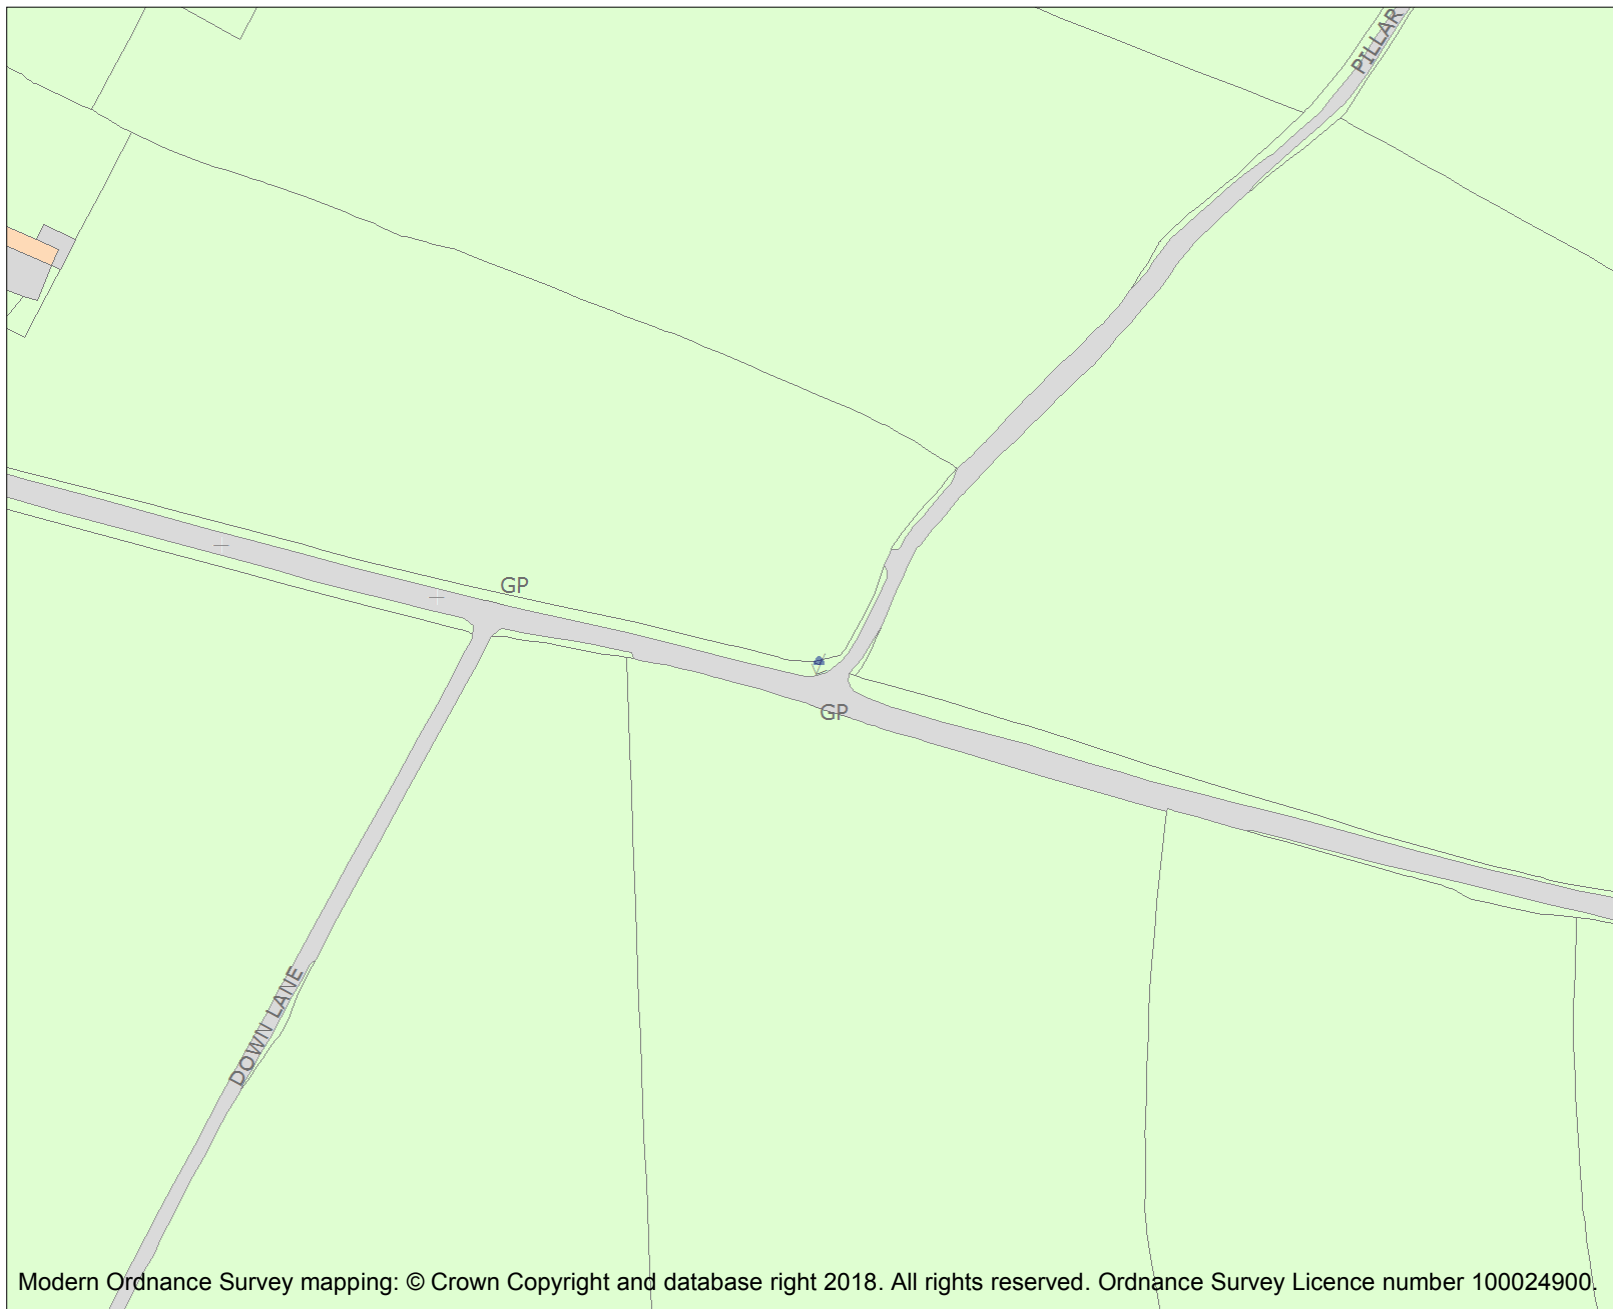 PILLAR
GP
GP
DOWN LANE
Modern Ordnance Survey mapping: © Crown Copyright and database right 2018. All rights reserved. Ordnance Survey Licence number 100024900.